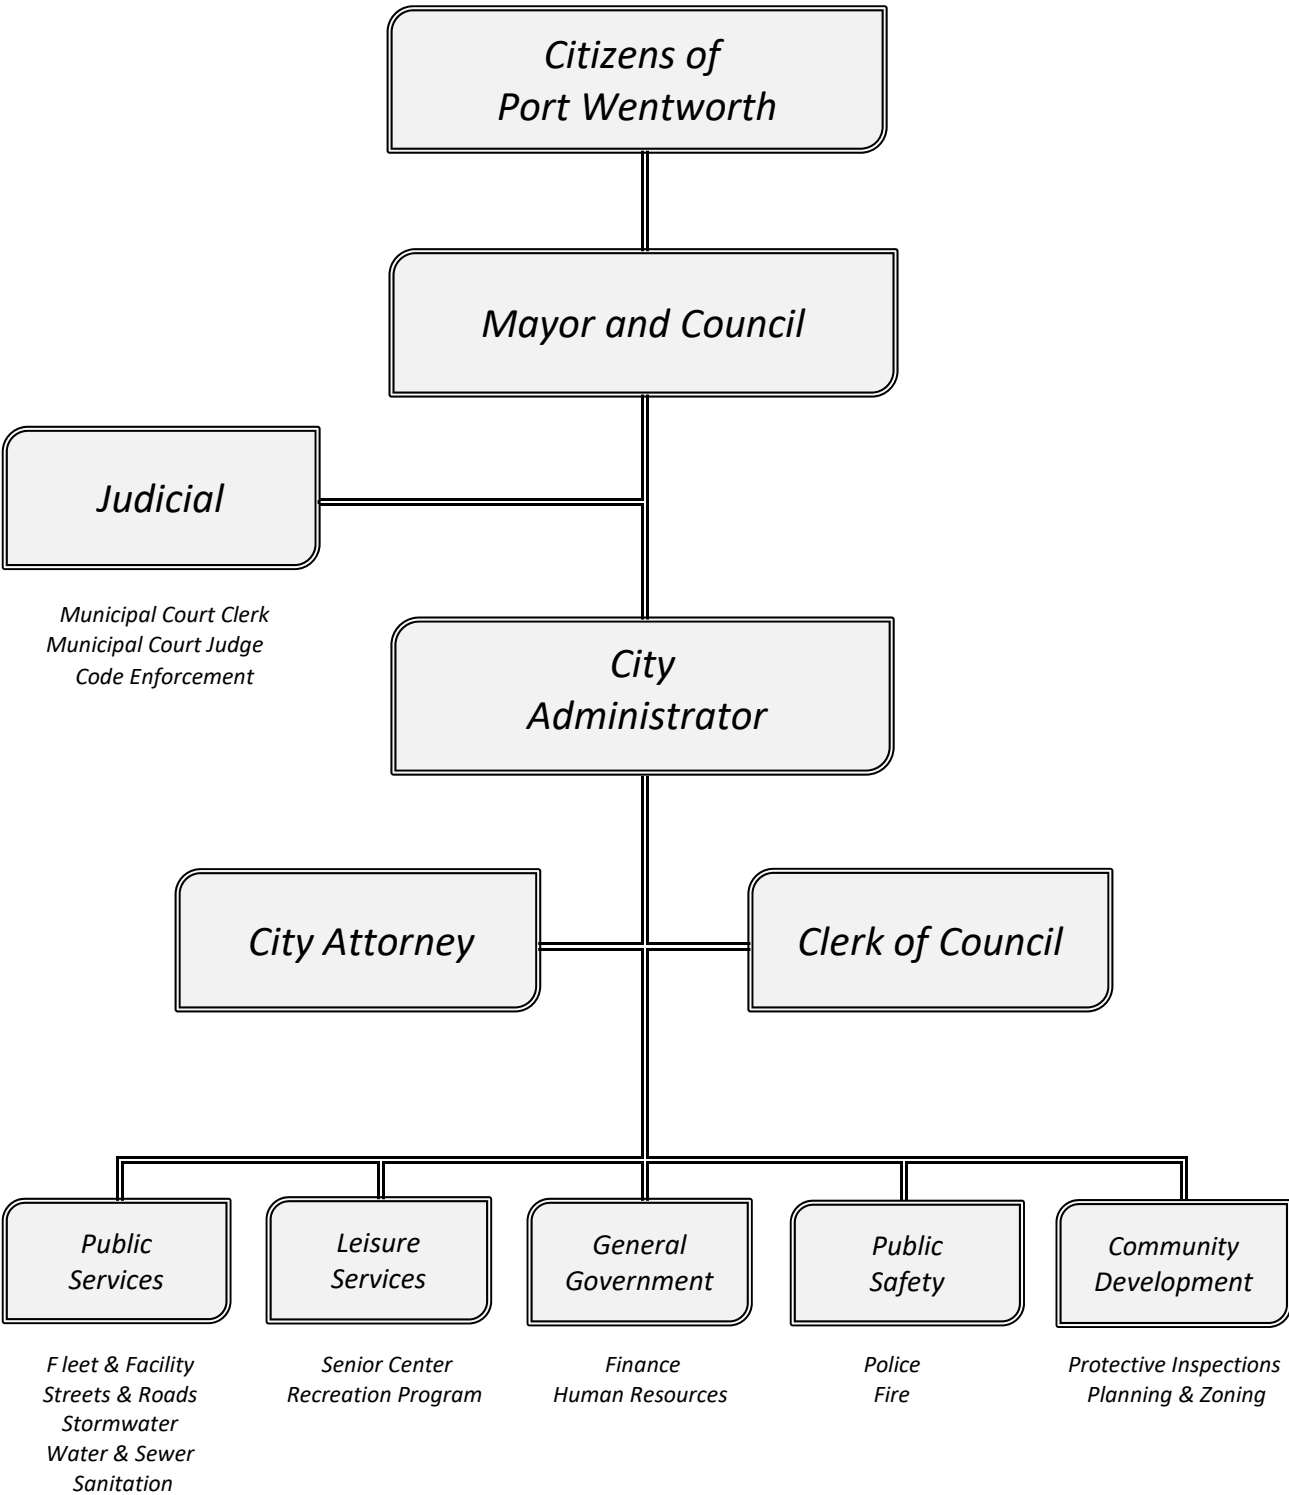 Citizens of
Port Wentworth
Mayor and Council
Judicial
Municipal Court Clerk
Municipal Court Judge
Code Enforcement
City
Administrator
City Attorney
Clerk of Council
Public
Services
Fleet & Facility
Streets & Roads
Stormwater
Water & Sewer
Sanitation
Leisure
Services
Senior Center
Recreation Program
General
Government
Finance
Human Resources
Public
Safety
Police
Fire
Community
Development
Protective Inspections
Planning & Zoning